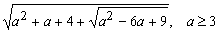 √(a² + a + 4 + √(a² − 6a + 9)), a ≥ 3